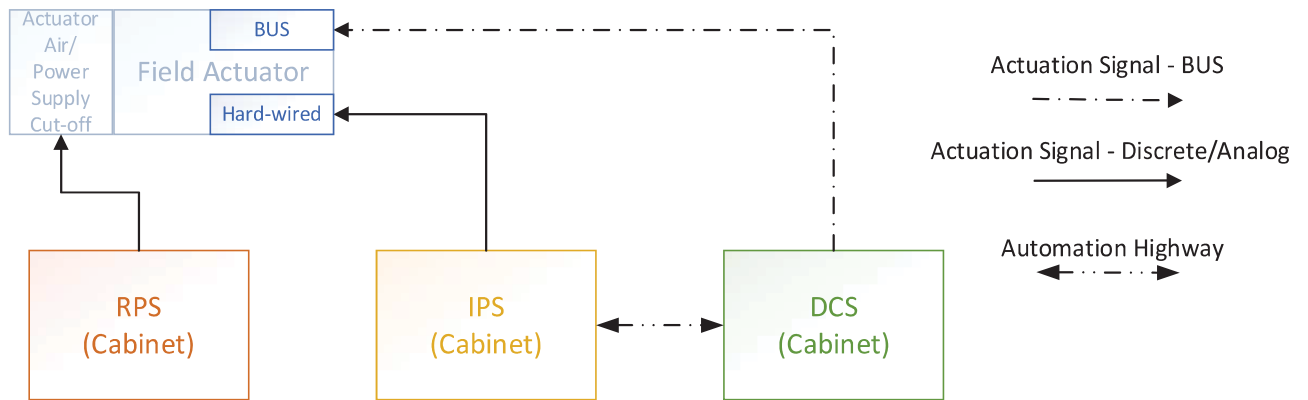 Actuator
Air/
Power
Supply
Cut-off
Field Actuator
BUS
Hard-wired
Actuation Signal - BUS
Actuation Signal - Discrete/Analog
Automation Highway
RPS
(Cabinet)
IPS
(Cabinet)
DCS
(Cabinet)